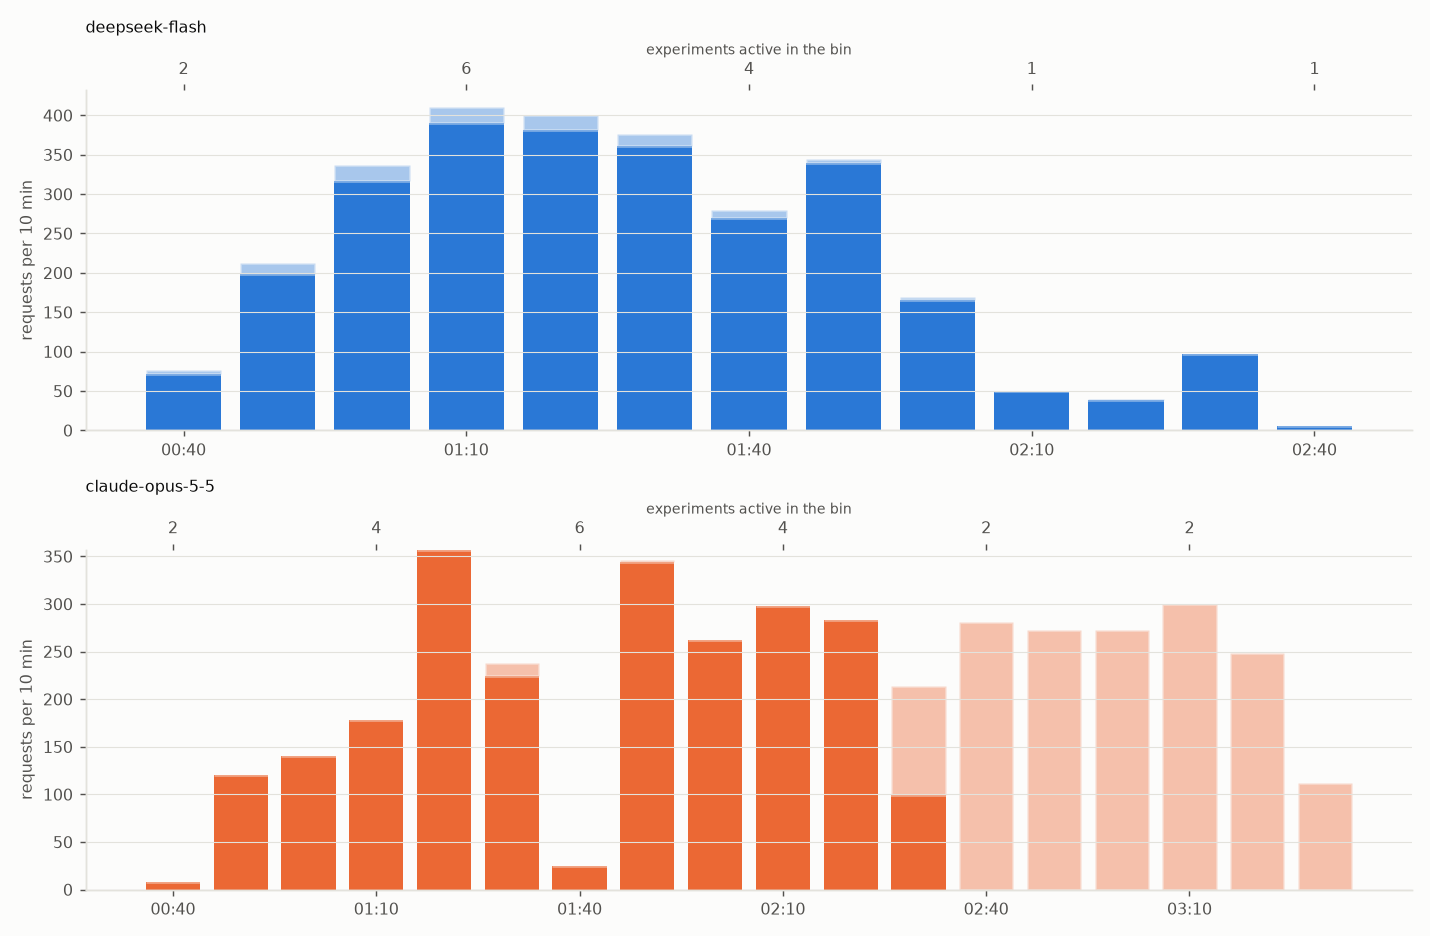 deepseek-flash
experiments active in the bin
2 6 4 1 1
requests per 10 min
400
350
300
250
200
150
100
50
0
00:40 01:10 01:40 02:10 02:40
claude-opus-5-5
experiments active in the bin
2 4 6 4 2 2
requests per 10 min
350
300
250
200
150
100
50
0
00:40 01:10 01:40 02:10 02:40 03:10